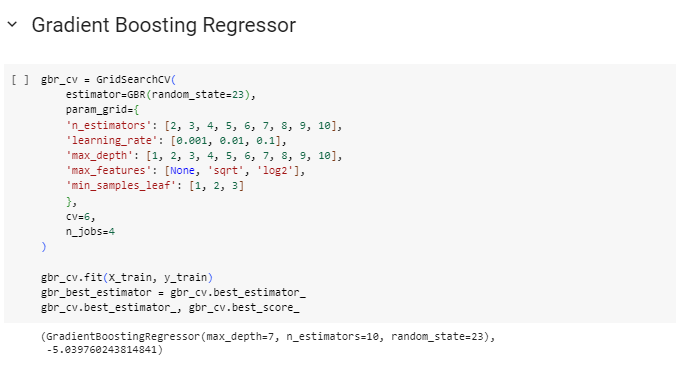 Gradient Boosting Regressor
[ ] gbr_cv = GridSearchCV(
estimator=GBR(random_state=23),
param_grid={
'n_estimators': [2, 3, 4, 5, 6, 7, 8, 9, 10],
'learning_rate': [0.001, 0.01, 0.1],
'max_depth': [1, 2, 3, 4, 5, 6, 7, 8, 9, 10],
'max_features': [None, 'sqrt', 'log2'],
'min_samples_leaf': [1, 2, 3]
},
cv=6,
n_jobs=4
)
gbr_cv.fit(X_train, y_train)
gbr_best_estimator = gbr_cv.best_estimator_
gbr_cv.best_estimator_, gbr_cv.best_score_
(GradientBoostingRegressor(max_depth=7, n_estimators=10, random_state=23),
-5.039760243814841)